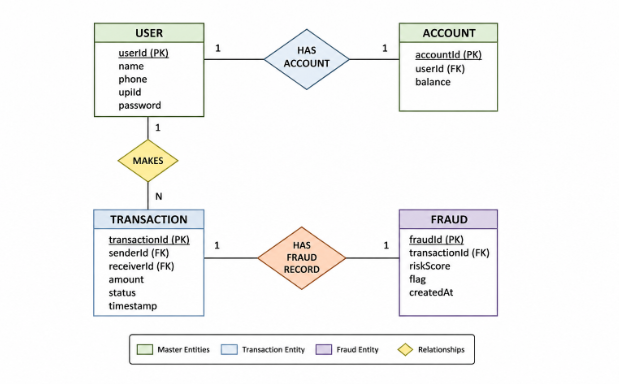 USER
userId (PK)
name
phone
upiId
password
1
HAS
ACCOUNT
1
ACCOUNT
accountId (PK)
userId (FK)
balance
1
MAKES
N
TRANSACTION
transactionId (PK)
senderId (FK)
receiverId (FK)
amount
status
timestamp
1
HAS
FRAUD
RECORD
1
FRAUD
fraudId (PK)
transactionId (FK)
riskScore
flag
createdAt
Master Entities
Transaction Entity
Fraud Entity
Relationships